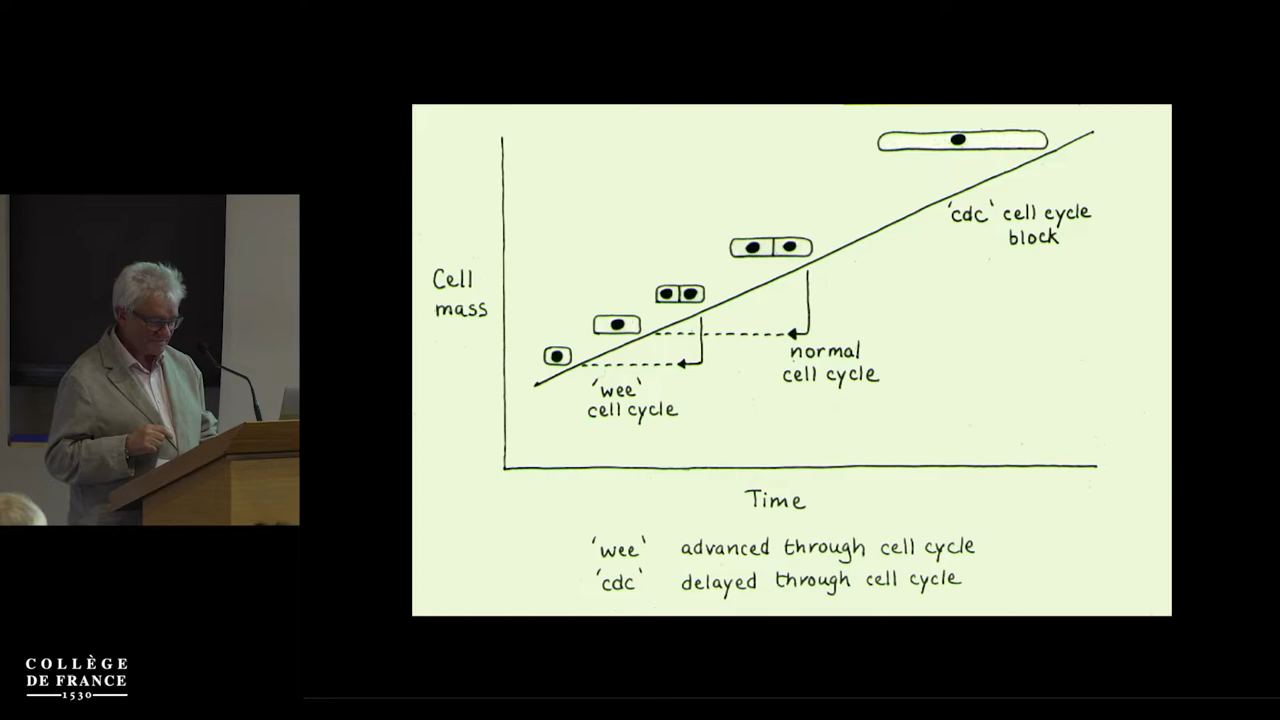 'cdc' cell cycle
block
Cell
mass
normal
cell cycle
'wee'
cell cycle
Time
'wee' advanced through cell cycle
'cdc' delayed through cell cycle
COLLÈGE
DE FRANCE
1530